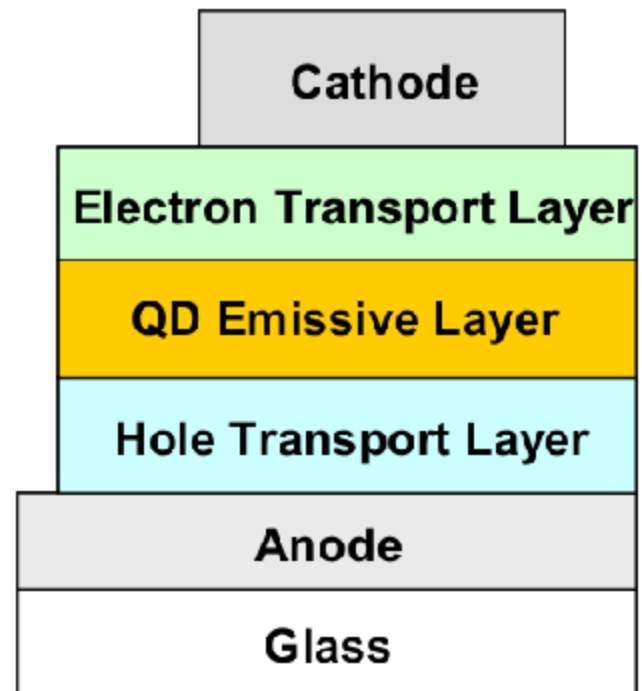 Cathode
Electron Transport Layer
QD Emissive Layer
Hole Transport Layer
Anode
Glass